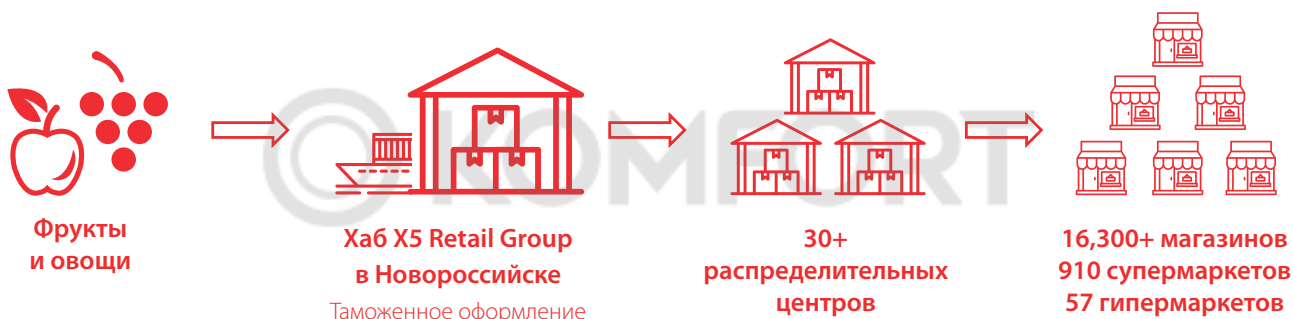 KOMFORT
Фрукты
и овощи
Хаб X5 Retail Group
в Новороссийске
Таможенное оформление
30+
распределительных
центров
16,300+ магазинов
910 супермаркетов
57 гипермаркетов